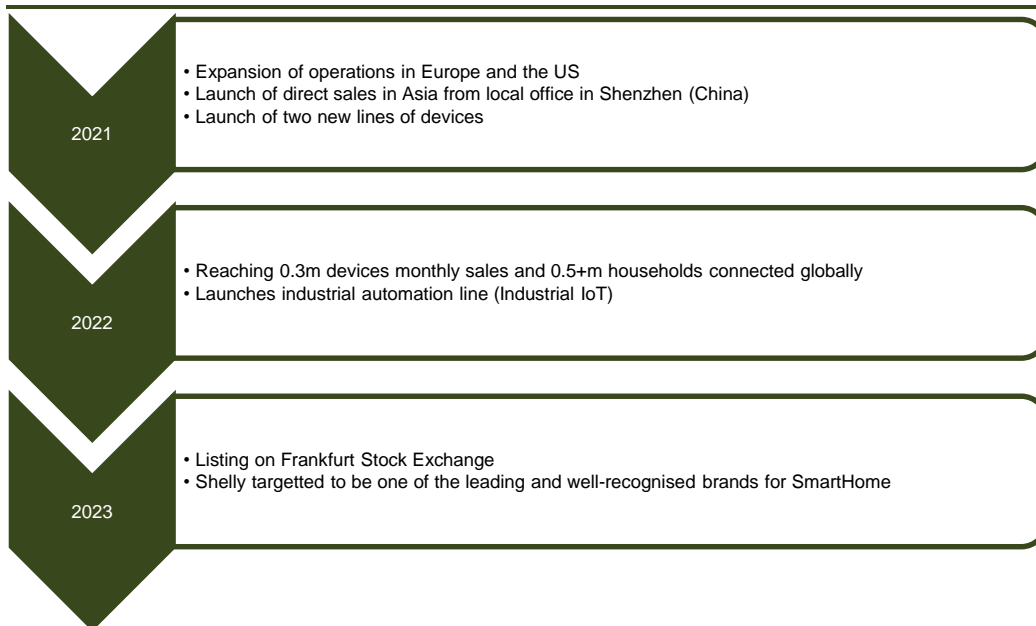 2021
• Expansion of operations in Europe and the US
• Launch of direct sales in Asia from local office in Shenzhen (China)
• Launch of two new lines of devices
2022
• Reaching 0.3m devices monthly sales and 0.5+m households connected globally
• Launches industrial automation line (Industrial IoT)
2023
• Listing on Frankfurt Stock Exchange
• Shelly targetted to be one of the leading and well-recognised brands for SmartHome